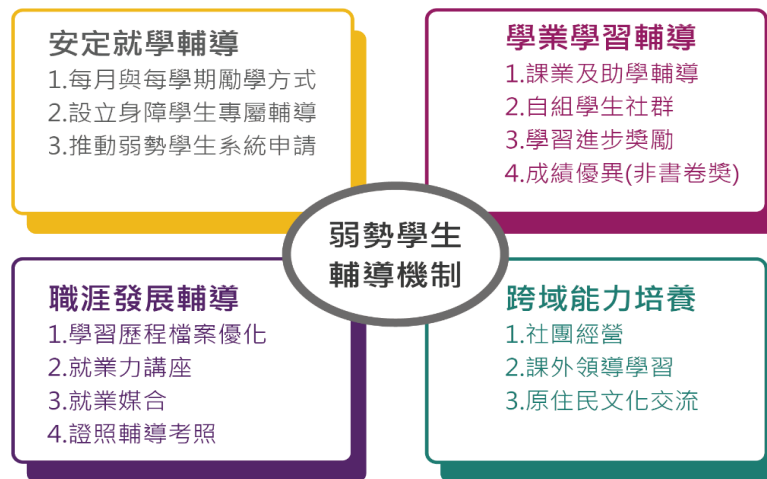 安定就學輔導
1.每月與每學期勵學方式
2.設立身障學生專屬輔導
3.推動弱勢學生系統申請
學業學習輔導
1.課業及助學輔導
2.自組學生社群
3.學習進步獎勵
4.成績優異(非書卷獎)
弱勢學生
輔導機制
職涯發展輔導
1.學習歷程檔案優化
2.就業力講座
3.就業媒合
4.證照輔導考照
跨域能力培養
1.社團經營
2.課外領導學習
3.原住民文化交流